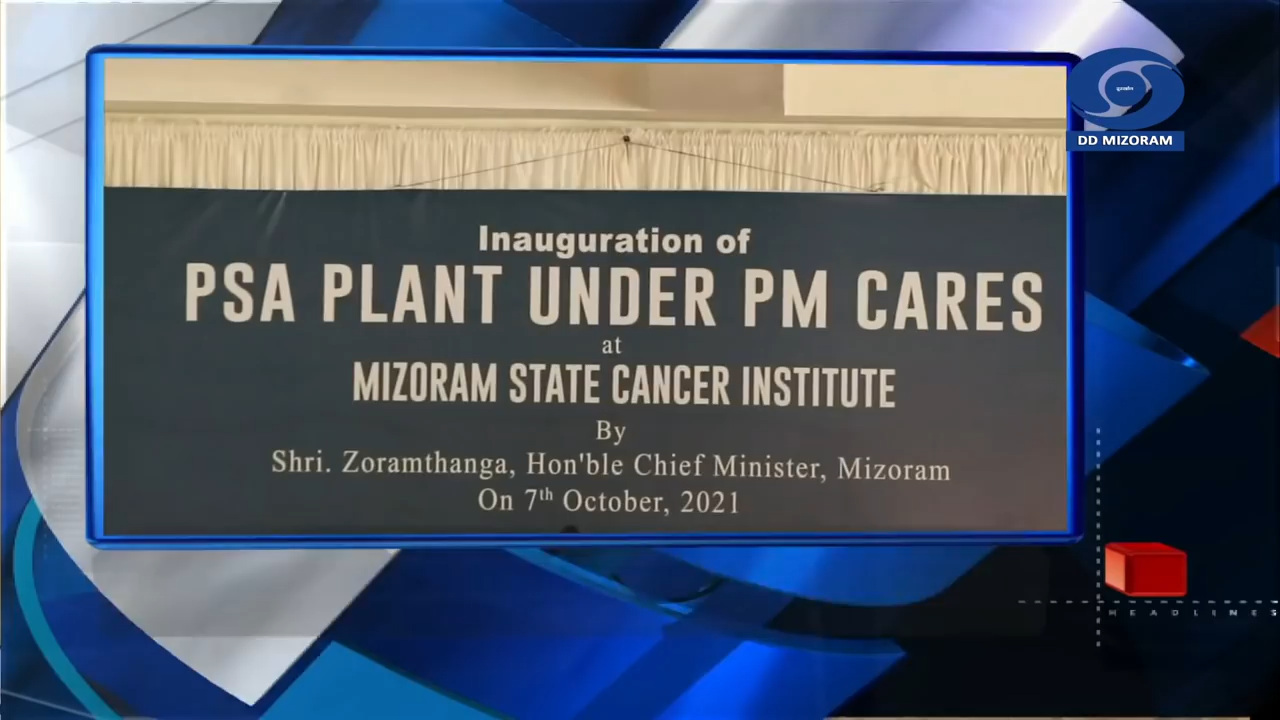 DD MIZORAM
Inauguration of
PSA PLANT UNDER PM CARES
at
MIZORAM STATE CANCER INSTITUTE
By
Shri. Zoramthanga, Hon'ble Chief Minister, Mizoram
On 7th October, 2021
HEADLINES